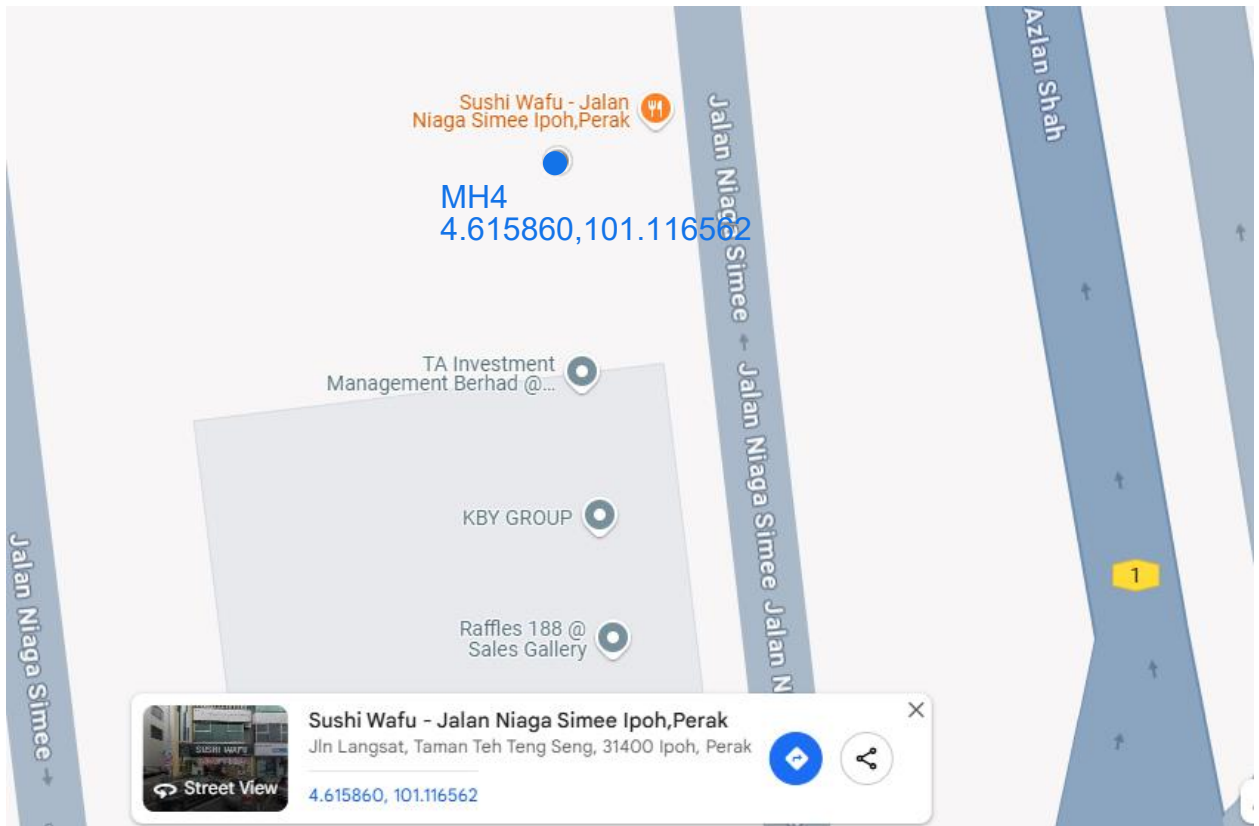 Azlan Shah
Sushi Wafu - Jalan
Niaga Simee Ipoh,Perak
Jalan Niaga Simee
MH4
4.615860,101.116562
TA Investment
Management Berhad @...
Jalan Niaga Simee
KBY GROUP
Jalan Niaga Simee
1
Raffles 188 @
Sales Gallery
Jalan N
Sushi Wafu - Jalan Niaga Simee Ipoh,Perak
Jln Langsat, Taman Teh Teng Seng, 31400 Ipoh, Perak
SUSHI WAFU
Street View
4.615860, 101.116562